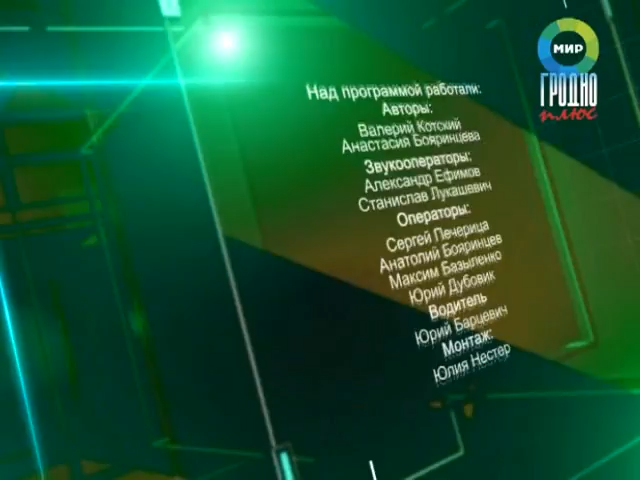 МИР
ГРОДНО
плюс
Над программой работали:
Авторы:
Валерий Котский
Анастасия Бояринцева
Звукооператоры:
Александр Ефимов
Станислав Лукашевич
Операторы:
Сергей Печерица
Анатолий Бояринцев
Максим Базыленко
Юрий Дубовик
Водитель
Юрий Барцевич
Монтаж:
Юлия Нестер